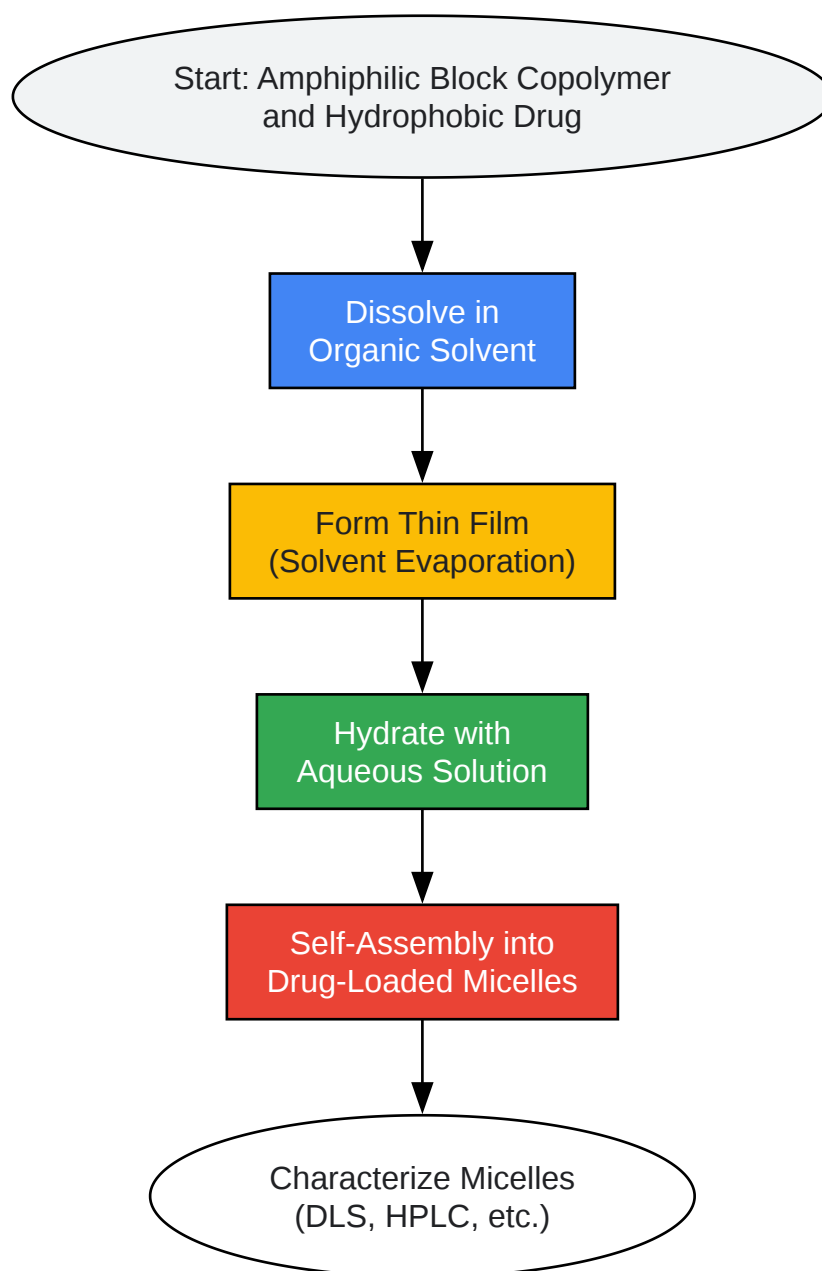 Start: Amphiphilic Block Copolymer
and Hydrophobic Drug
Dissolve in
Organic Solvent
Form Thin Film
(Solvent Evaporation)
Hydrate with
Aqueous Solution
Self-Assembly into
Drug-Loaded Micelles
Characterize Micelles
(DLS, HPLC, etc.)